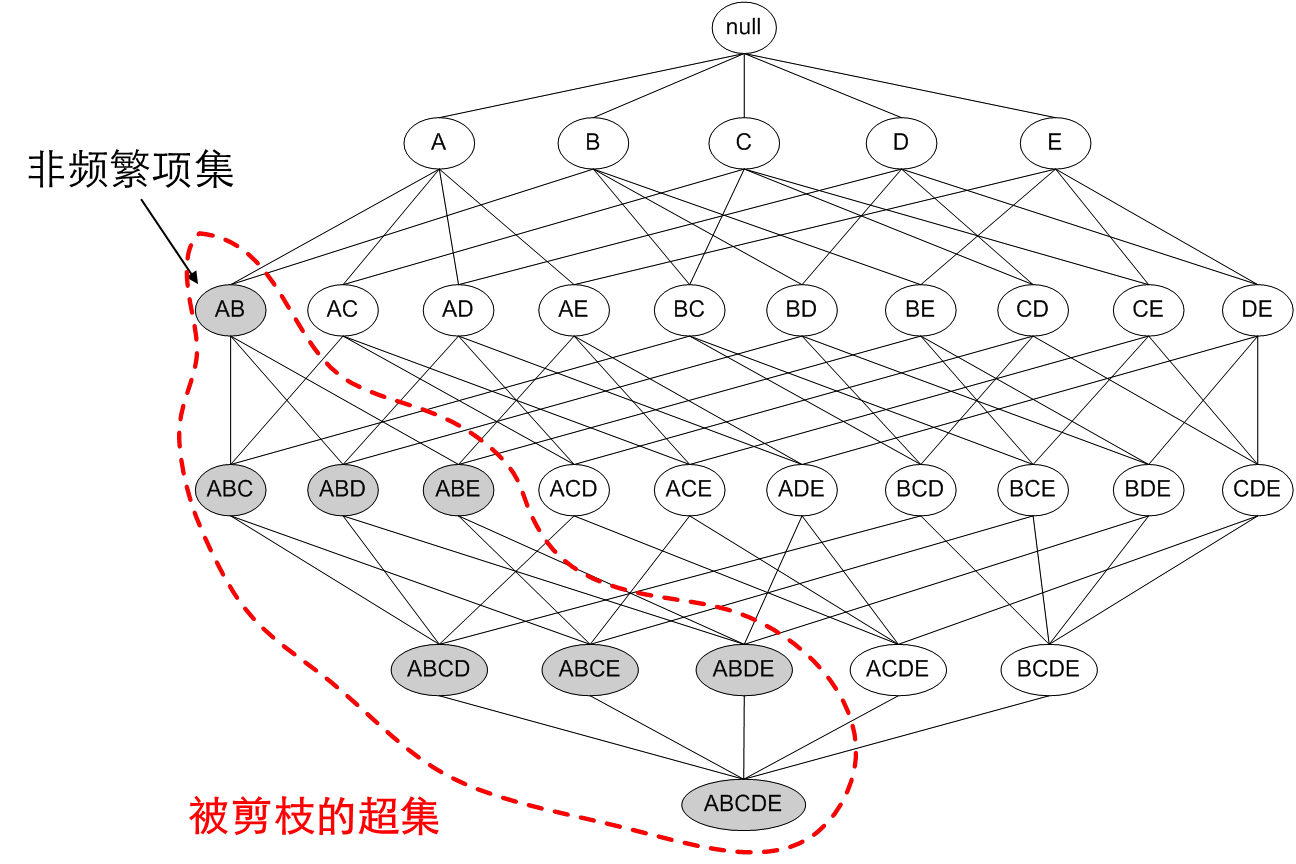 null
A B C D E
非频繁项集
AB AC AD AE BC BD BE CD CE DE
ABC ABD ABE ACD ACE ADE BCD BCE BDE CDE
ABCD ABCE ABDE ACDE BCDE
被剪枝的超集
ABCDE